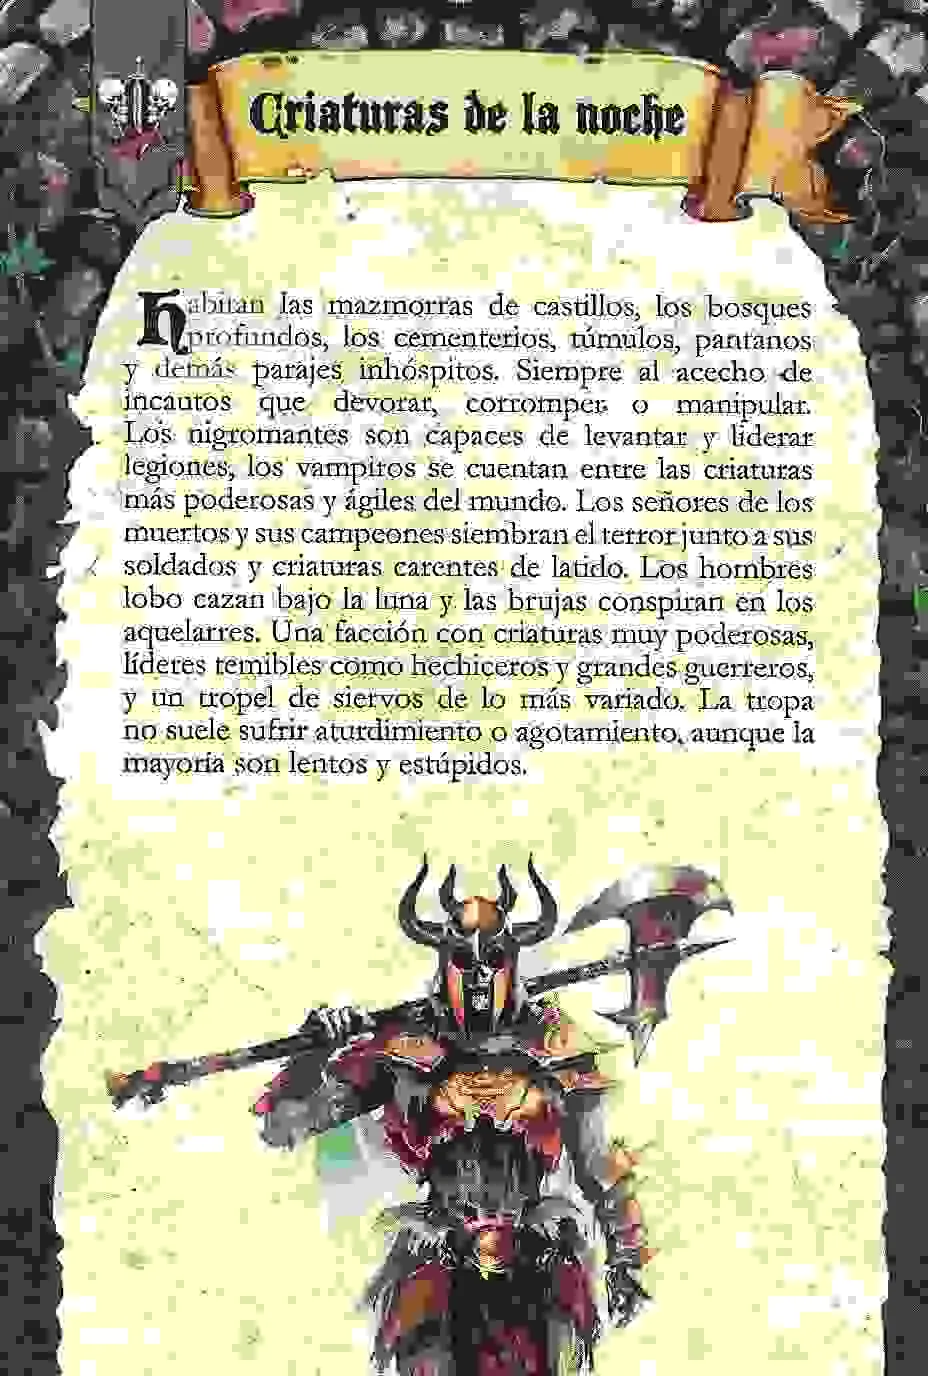 Criaturas de la noche
Habitan las mazmorras de castillos, los bosques
profundos, los cementerios, túmulos, pantanos
y demás parajes inhóspitos. Siempre al acecho de
incautos que devorar, corromper o manipular.
Los nigromantes son capaces de levantar y liderar
legiones, los vampiros se cuentan entre las criaturas
más poderosas y ágiles del mundo. Los señores de los
muertos y sus campeones siembran el terror junto a sus
soldados y criaturas carentes de latido. Los hombres
lobo cazan bajo la luna y las brujas conspiran en los
aquelarres. Una facción con criaturas muy poderosas,
líderes temibles como hechiceros y grandes guerreros,
y un tropel de siervos de lo más variado. La tropa
no suele sufrir aturdimiento o agotamiento, aunque la
mayoría son lentos y estúpidos.